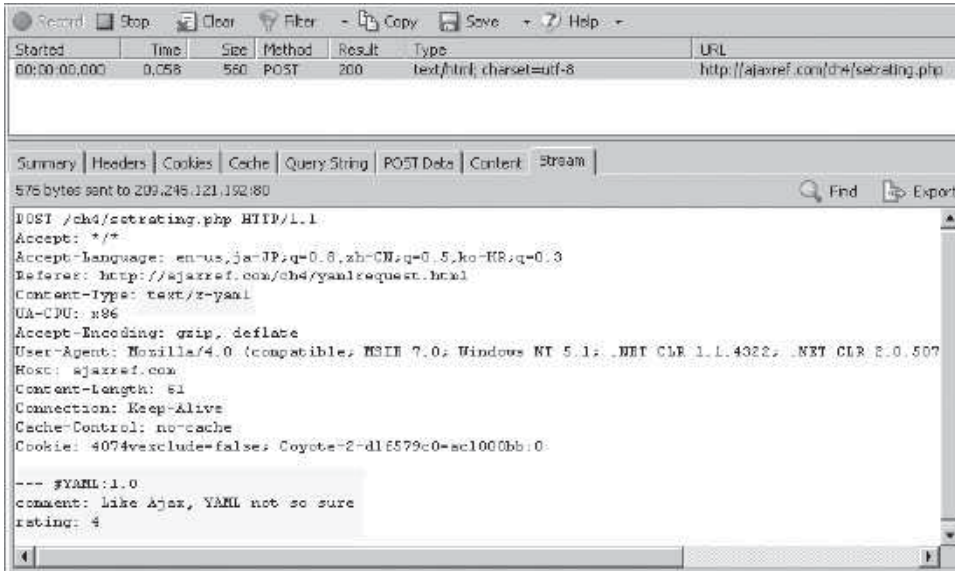 Record Stop Clear Filter Copy Save Help
Started Time Size Method Result Type URL
00:00:00.000 0.058 560 POST 200 text/html; charset=utf-8 http://ajaxref.com/ch4/setrating.php
Summary Headers Cookies Cache Query String POST Data Content Stream
576 bytes sent to 209.246.121.192:80 Find Export
POST /ch4/setrating.php HTTP/1.1
Accept: */*
Accept-Language: en-us,ja-JP;q=0.8,zh-CN;q=0.5,ko-KR;q=0.3
Referer: http://ajaxref.com/ch4/yamlrequest.html
Content-Type: text/x-yaml
UA-CPU: x86
Accept-Encoding: gzip, deflate
User-Agent: Mozilla/4.0 (compatible; MSIE 7.0; Windows NT 5.1; .NET CLR 1.1.4322; .NET CLR 2.0.507
Host: ajaxref.com
Content-Length: 61
Connection: Keep-Alive
Cache-Control: no-cache
Cookie: 4074vexclude=false; Coyote-2-d1f579c0=ac1000bb:0
--- #YAML:1.0
comment: Like Ajax, YAML not so sure
rating: 4